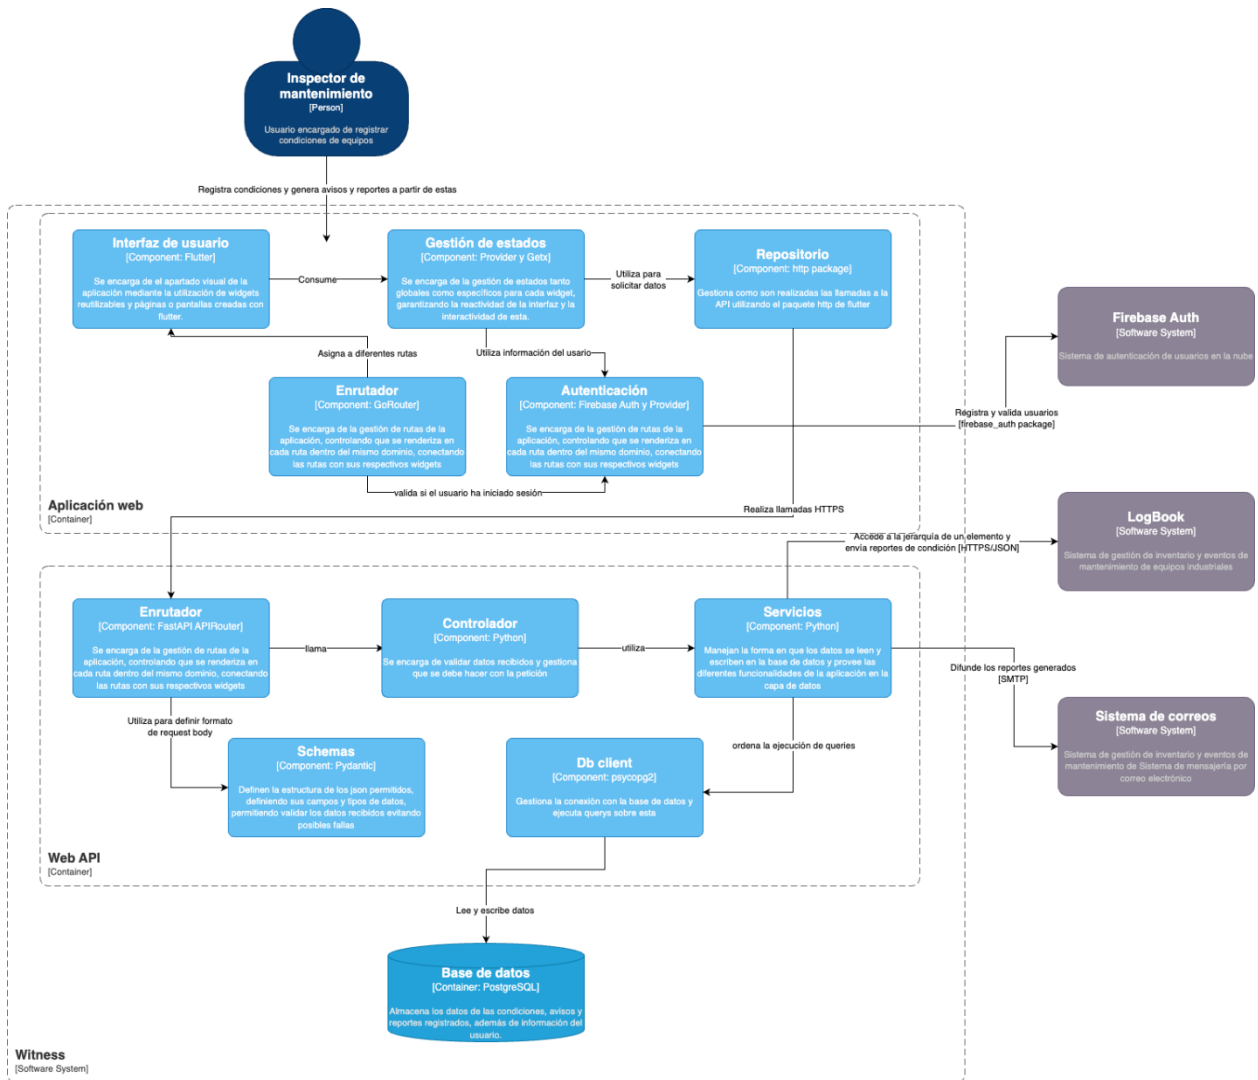 Inspector de
mantenimiento
[Person]
Usuario encargado de registrar
condiciones de equipos
Registra condiciones y genera avisos y reportes a partir de estas
Interfaz de usuario
[Component: Flutter]
Se encarga de el apartado visual de la
aplicación mediante la utilización de widgets
reutilizables y páginas o pantallas creadas con
flutter.
Consume
Gestión de estados
[Component: Provider y Getx]
Se encarga de la gestión de estados tanto
globales como específicos para cada widget,
garantizando la reactividad de la interfaz y la
interactividad de esta.
Utiliza para
solicitar datos
Repositorio
[Component: http package]
Gestiona como son realizadas las llamadas a la
API utilizando el paquete http de flutter
Firebase Auth
[Software System]
Sistema de autenticación de usuarios en la nube
Asigna a diferentes rutas
Utiliza información del usario
Enrutador
[Component: GoRouter]
Se encarga de la gestión de rutas de la
aplicación, controlando que se renderiza en
cada ruta dentro del mismo dominio, conectando
las rutas con sus respectivos widgets
Autenticación
[Component: Firebase Auth y Provider]
Se encarga de la gestión de rutas de la
aplicación, controlando que se renderiza en
cada ruta dentro del mismo dominio, conectando
las rutas con sus respectivos widgets
Registra y valida usuarios
[firebase_auth package]
valida si el usuario ha iniciado sesión
Aplicación web
[Container]
Realiza llamadas HTTPS
LogBook
[Software System]
Sistema de gestión de inventario y eventos de
mantenimiento de equipos industriales
Accede a la jerarquía de un elemento y
envía reportes de condición [HTTPS/JSON]
Enrutador
[Component: FastAPI APIRouter]
Se encarga de la gestión de rutas de la
aplicación, controlando que se renderiza en
cada ruta dentro del mismo dominio, conectando
las rutas con sus respectivos widgets
llama
Controlador
[Component: Python]
Se encarga de validar datos recibidos y gestiona
que se debe hacer con la petición
utiliza
Servicios
[Component: Python]
Manejan la forma en que los datos se leen y
escriben en la base de datos y provee las
diferentes funcionalidades de la aplicación en la
capa de datos
Difunde los reportes generados
[SMTP]
Sistema de correos
[Software System]
Sistema de gestión de inventario y eventos de
mantenimiento de Sistema de mensajería por
correo electrónico
Utiliza para definir formato
de request body
Schemas
[Component: Pydantic]
Definen la estructura de los json permitidos,
definiendo sus campos y tipos de datos,
permitiendo validar los datos recibidos evitando
posibles fallas
ordena la ejecución de queries
Db client
[Component: psycopg2]
Gestiona la conexión con la base de datos y
ejecuta querys sobre esta
Web API
[Container]
Lee y escribe datos
Base de datos
[Container: PostgreSQL]
Almacena los datos de las condiciones, avisos y
reportes registrados, además de información del
usuario.
Witness
[Software System]